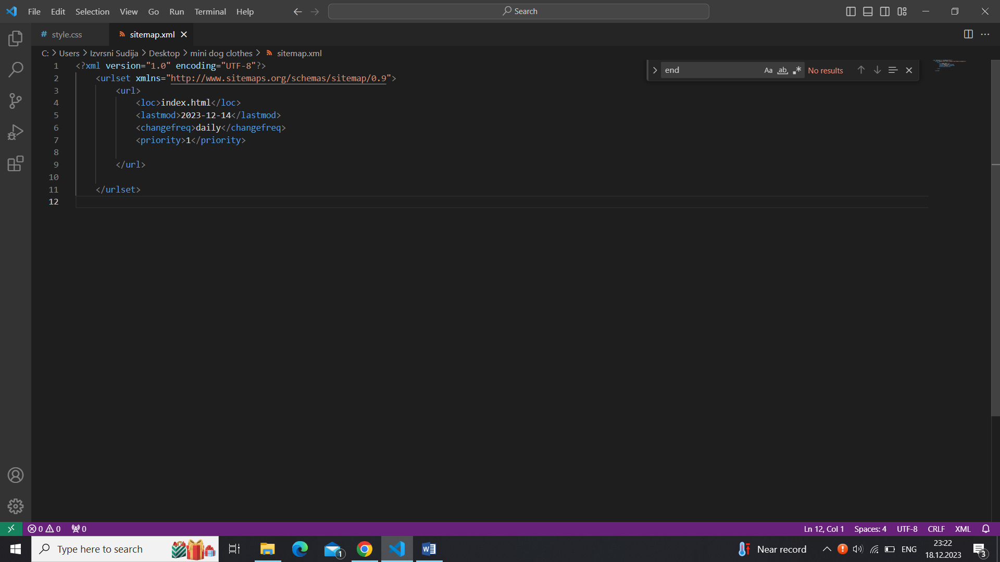 File Edit Selection View Go Run Terminal Help Search
# style.css sitemap.xml
C: > Users > Izvrsni Sudija > Desktop > mini dog clothes > sitemap.xml
end Aa ab .* No results
1 <?xml version="1.0" encoding="UTF-8"?>
2 <urlset xmlns="http://www.sitemaps.org/schemas/sitemap/0.9">
3 <url>
4 <loc>index.html</loc>
5 <lastmod>2023-12-14</lastmod>
6 <changefreq>daily</changefreq>
7 <priority>1</priority>
8
9 </url>
10
11 </urlset>
12
0 0 0 Ln 12, Col 1 Spaces: 4 UTF-8 CRLF XML
Type here to search 1 W Near record ENG 23:22
18.12.2023 3